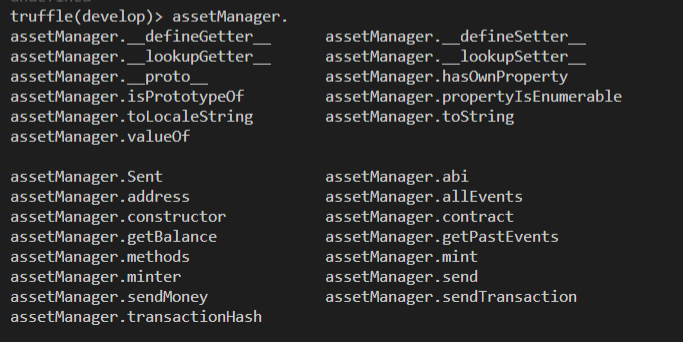 undefined
truffle(develop)> assetManager.
assetManager.__defineGetter__ assetManager.__defineSetter__
assetManager.__lookupGetter__ assetManager.__lookupSetter__
assetManager.__proto__ assetManager.hasOwnProperty
assetManager.isPrototypeOf assetManager.propertyIsEnumerable
assetManager.toLocaleString assetManager.toString
assetManager.valueOf
assetManager.Sent assetManager.abi
assetManager.address assetManager.allEvents
assetManager.constructor assetManager.contract
assetManager.getBalance assetManager.getPastEvents
assetManager.methods assetManager.mint
assetManager.minter assetManager.send
assetManager.sendMoney assetManager.sendTransaction
assetManager.transactionHash